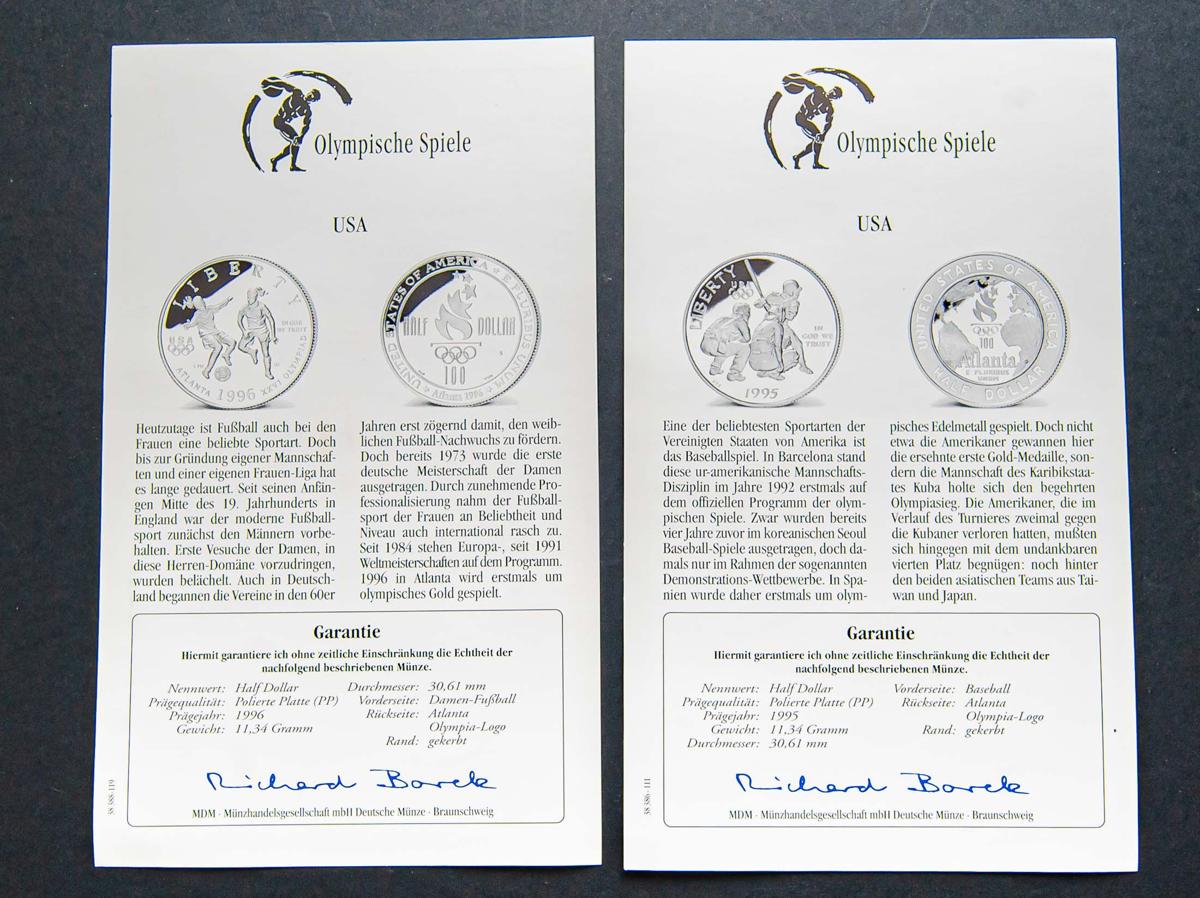 Olympische Spiele
USA
LIBERTY
IN GOD
WE TRUST
USA
ATLANTA 1996 XXVI OLYMPIAD
UNITED STATES OF AMERICA · E PLURIBUS UNUM
HALF DOLLAR
100
S
Atlanta 1996
Heutzutage ist Fußball auch bei den
Frauen eine beliebte Sportart. Doch
bis zur Gründung eigener Mannschaf-
ten und einer eigenen Frauen-Liga hat
es lange gedauert. Seit seinen Anfän-
gen Mitte des 19. Jahrhunderts in
England war der moderne Fußball-
sport zunächst den Männern vorbe-
halten. Erste Vesuche der Damen, in
diese Herren-Domäne vorzudringen,
wurden belächelt. Auch in Deutsch-
land begannen die Vereine in den 60er
Jahren erst zögernd damit, den weib-
lichen Fußball-Nachwuchs zu fördern.
Doch bereits 1973 wurde die erste
deutsche Meisterschaft der Damen
ausgetragen. Durch zunehmende Pro-
fessionalisierung nahm der Fußball-
sport der Frauen an Beliebtheit und
Niveau auch international rasch zu.
Seit 1984 stehen Europa-, seit 1991
Weltmeisterschaften auf dem Programm.
1996 in Atlanta wird erstmals um
olympisches Gold gespielt.
Garantie
Hiermit garantiere ich ohne zeitliche Einschränkung die Echtheit der
nachfolgend beschriebenen Münze.
Nennwert: Half Dollar
Prägequalität: Polierte Platte (PP)
Prägejahr: 1996
Gewicht: 11,34 Gramm
Durchmesser: 30,61 mm
Vorderseite: Damen-Fußball
Rückseite: Atlanta
Olympia-Logo
Rand: gekerbt
Richard Borek
MDM · Münzhandelsgesellschaft mbH Deutsche Münze · Braunschweig
38 388-119
Olympische Spiele
USA
LIBERTY
USA
IN
GOD WE
TRUST
1995
UNITED STATES OF AMERICA
100
Atlanta
E PLURIBUS
UNUM
HALF DOLLAR
Eine der beliebtesten Sportarten der
Vereinigten Staaten von Amerika ist
das Baseballspiel. In Barcelona stand
diese ur-amerikanische Mannschafts-
Disziplin im Jahre 1992 erstmals auf
dem offiziellen Programm der olym-
pischen Spiele. Zwar wurden bereits
vier Jahre zuvor im koreanischen Seoul
Baseball-Spiele ausgetragen, doch da-
mals nur im Rahmen der sogenannten
Demonstrations-Wettbewerbe. In Spa-
nien wurde daher erstmals um olym-
pisches Edelmetall gespielt. Doch nicht
etwa die Amerikaner gewannen hier
die ersehnte erste Gold-Medaille, son-
dern die Mannschaft des Karibikstaa-
tes Kuba holte sich den begehrten
Olympiasieg. Die Amerikaner, die im
Verlauf des Turnieres zweimal gegen
die Kubaner verloren hatten, mußten
sich hingegen mit dem undankbaren
vierten Platz begnügen: noch hinter
den beiden asiatischen Teams aus Tai-
wan und Japan.
Garantie
Hiermit garantiere ich ohne zeitliche Einschränkung die Echtheit der
nachfolgend beschriebenen Münze.
Nennwert: Half Dollar
Prägequalität: Polierte Platte (PP)
Prägejahr: 1995
Gewicht: 11,34 Gramm
Durchmesser: 30,61 mm
Vorderseite: Baseball
Rückseite: Atlanta
Olympia-Logo
Rand: gekerbt
Richard Borek
MDM · Münzhandelsgesellschaft mbH Deutsche Münze · Braunschweig
38 386-111